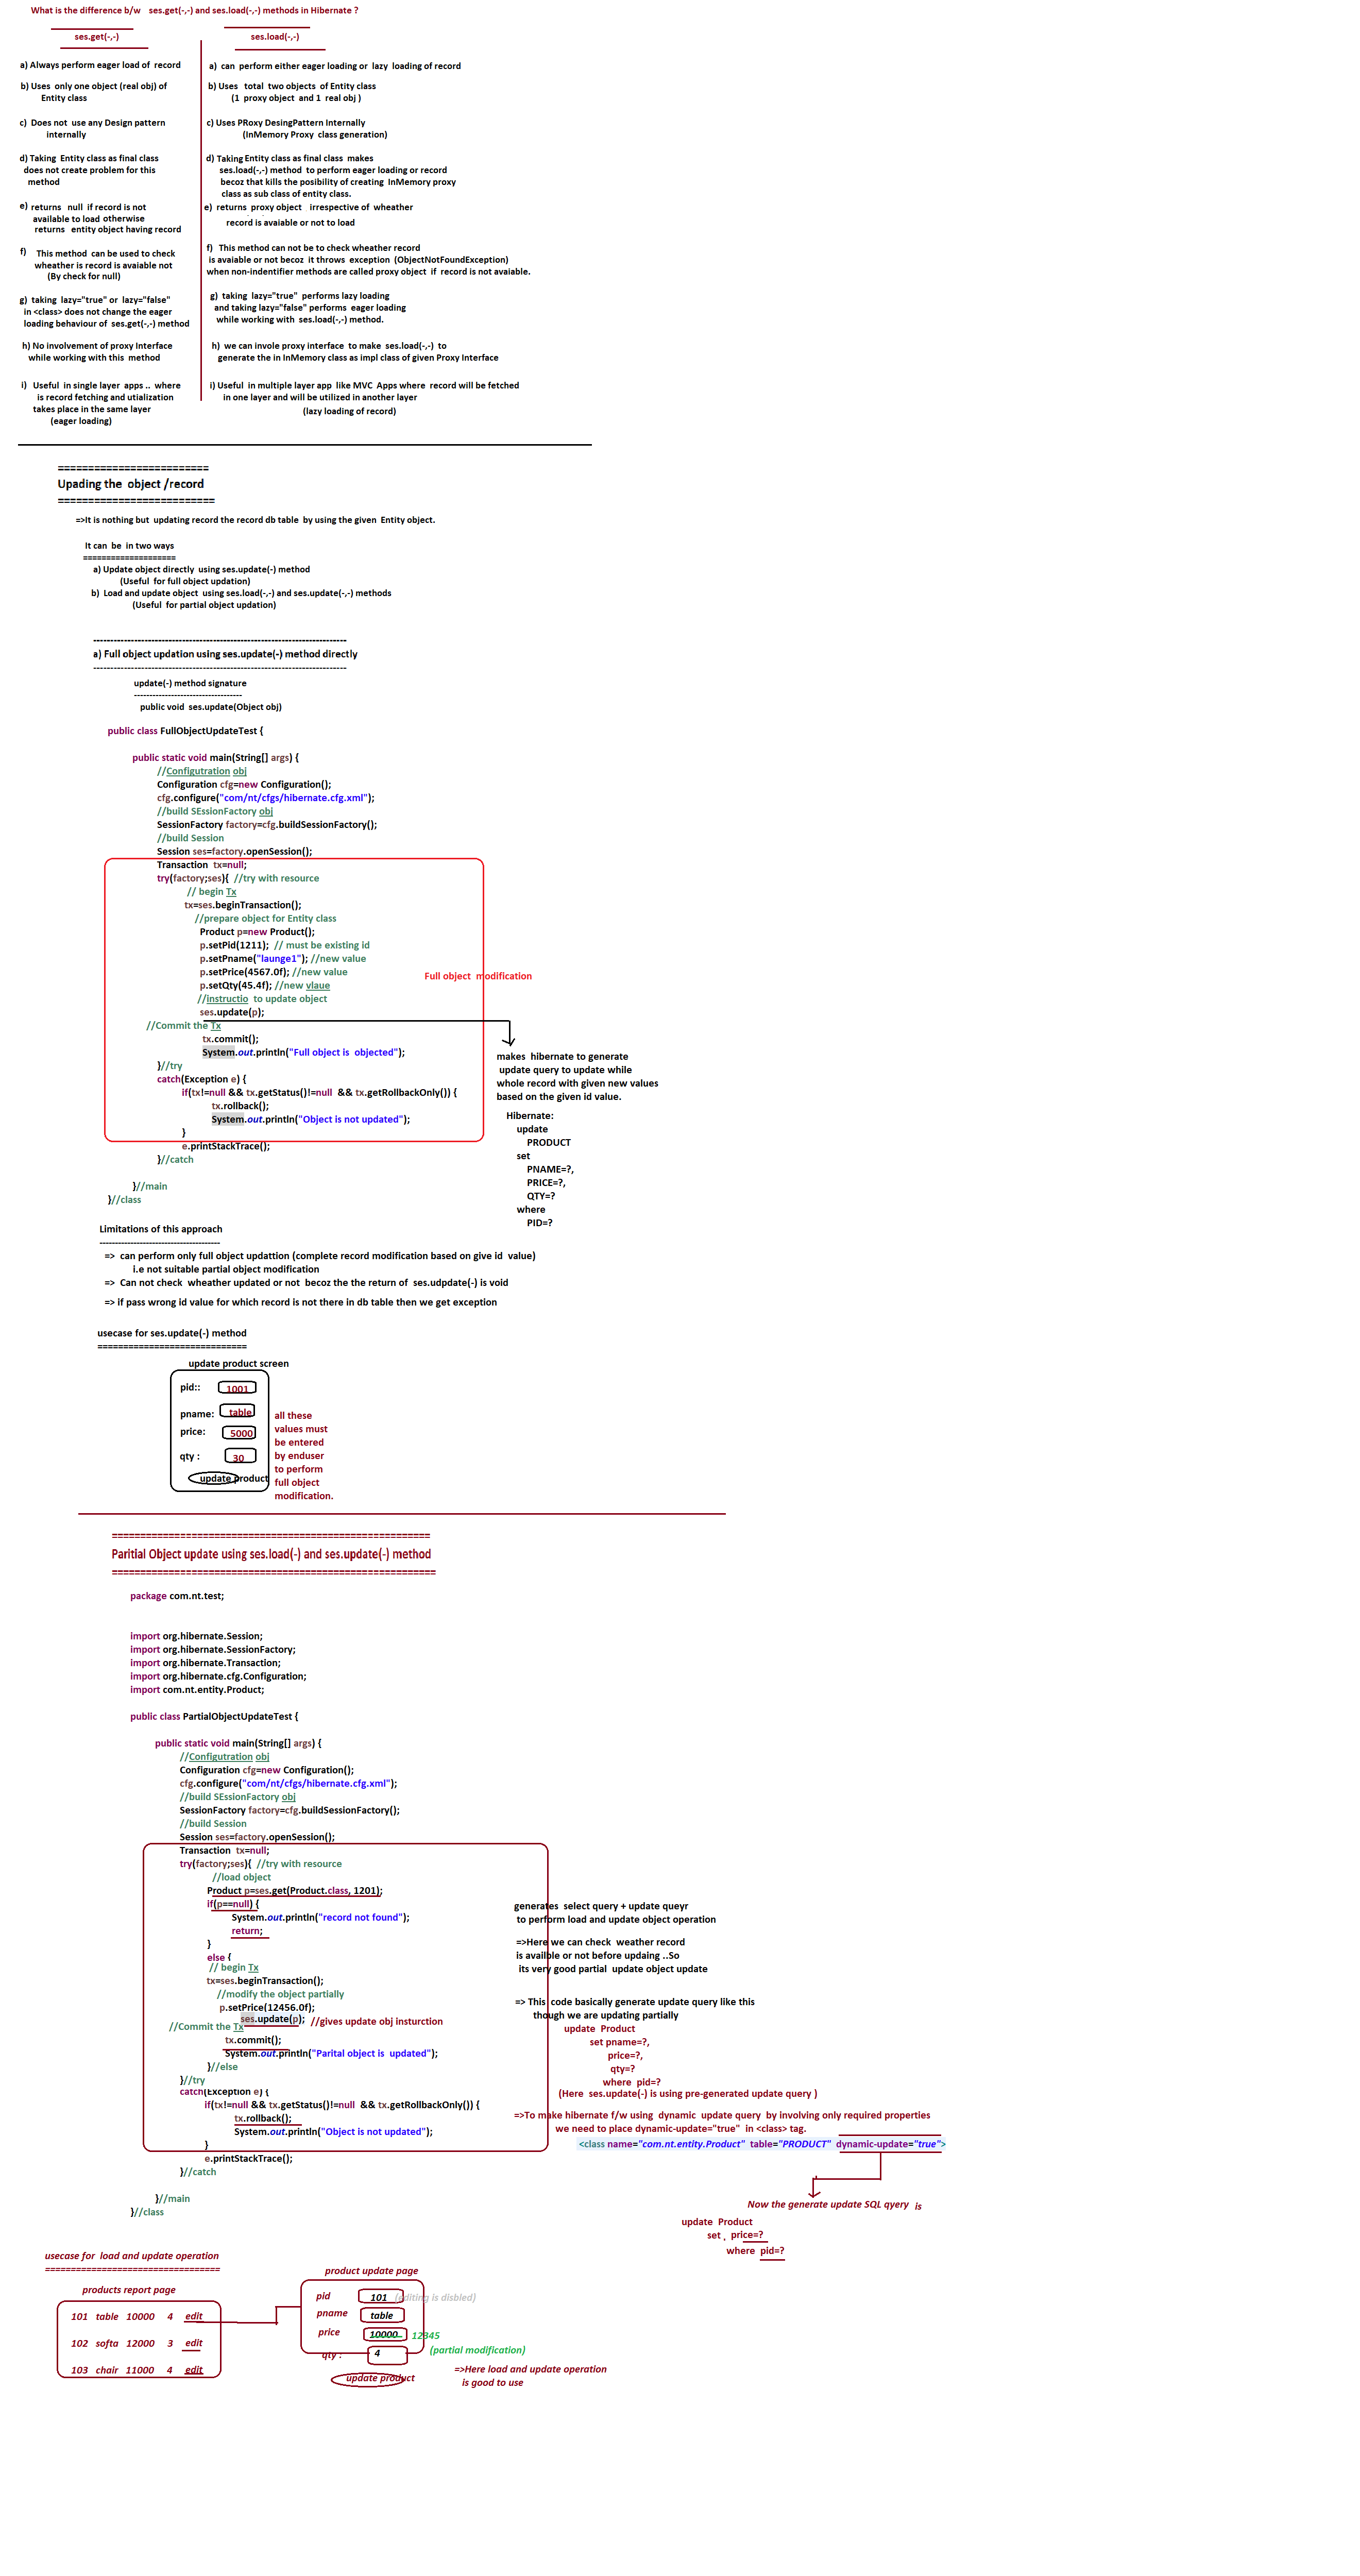 What is the difference b/w ses.get(-,-) and ses.load(-,-) methods in Hibernate ?
ses.get(-,-)
a) Always perform eager load of record
b) Uses only one object (real obj) of
Entity class
c) Does not use any Design pattern
internally
d) Taking Entity class as final class
does not create problem for this
method
e) returns null if record is not
available to load otherwise
returns entity object having record
f) This method can be used to check
wheather is record is avaiable not
(By check for null)
g) taking lazy="true" or lazy="false"
in <class> does not change the eager
loading behaviour of ses.get(-,-) method
h) No involvement of proxy Interface
while working with this method
i) Useful in single layer apps .. where
is record fetching and utialization
takes place in the same layer
(eager loading)
ses.load(-,-)
a) can perform either eager loading or lazy loading of record
b) Uses total two objects of Entity class
(1 proxy object and 1 real obj )
c) Uses PRoxy DesingPattern Internally
(InMemory Proxy class generation)
d) Taking Entity class as final class makes
ses.load(-,-) method to perform eager loading or record
becoz that kills the posibility of creating InMemory proxy
class as sub class of entity class.
e) returns proxy object irrespective of wheather
record is avaiable or not to load
f) This method can not be to check wheather record
is avaiable or not becoz it throws exception (ObjectNotFoundException)
when non-indentifier methods are called proxy object if record is not avaiable.
g) taking lazy="true" performs lazy loading
and taking lazy="false" performs eager loading
while working with ses.load(-,-) method.
h) we can invole proxy interface to make ses.load(-,-) to
generate the in InMemory class as impl class of given Proxy Interface
i) Useful in multiple layer app like MVC Apps where record will be fetched
in one layer and will be utilized in another layer
(lazy loading of record)
=========================
Upading the object /record
==========================
=>It is nothing but updating record the record db table by using the given Entity object.
It can be in two ways
====================
a) Update object directly using ses.update(-) method
(Useful for full object updation)
b) Load and update object using ses.load(-,-) and ses.update(-,-) methods
(Useful for partial object updation)
--------------------------------------------------------------------------
a) Full object updation using ses.update(-) method directly
--------------------------------------------------------------------------
update(-) method signature
-----------------------------------
public void ses.update(Object obj)
public class FullObjectUpdateTest {
public static void main(String[] args) {
//Configutration obj
Configuration cfg=new Configuration();
cfg.configure("com/nt/cfgs/hibernate.cfg.xml");
//build SEssionFactory obj
SessionFactory factory=cfg.buildSessionFactory();
//build Session
Session ses=factory.openSession();
Transaction tx=null;
try(factory;ses){ //try with resource
// begin Tx
tx=ses.beginTransaction();
//prepare object for Entity class
Product p=new Product();
p.setPid(1211); // must be existing id
p.setPname("launge1"); //new value
p.setPrice(4567.0f); //new value
p.setQty(45.4f); //new vlaue
//instructio to update object
ses.update(p);
//Commit the Tx
tx.commit();
System.out.println("Full object is objected");
}//try
catch(Exception e) {
if(tx!=null && tx.getStatus()!=null && tx.getRollbackOnly()) {
tx.rollback();
System.out.println("Object is not updated");
}
e.printStackTrace();
}//catch
}//main
}//class
Full object modification
makes hibernate to generate
update query to update while
whole record with given new values
based on the given id value.
Hibernate:
update
PRODUCT
set
PNAME=?,
PRICE=?,
QTY=?
where
PID=?
Limitations of this approach
---------------------------------------
=> can perform only full object updattion (complete record modification based on give id value)
i.e not suitable partial object modification
=> Can not check wheather updated or not becoz the the return of ses.udpdate(-) is void
=> if pass wrong id value for which record is not there in db table then we get exception
usecase for ses.update(-) method
=============================
update product screen
pid:: 1001
pname: table
price: 5000
qty : 30
update product
all these
values must
be entered
by enduser
to perform
full object
modification.
========================================================
Paritial Object update using ses.load(-) and ses.update(-) method
=========================================================
package com.nt.test;
import org.hibernate.Session;
import org.hibernate.SessionFactory;
import org.hibernate.Transaction;
import org.hibernate.cfg.Configuration;
import com.nt.entity.Product;
public class PartialObjectUpdateTest {
public static void main(String[] args) {
//Configutration obj
Configuration cfg=new Configuration();
cfg.configure("com/nt/cfgs/hibernate.cfg.xml");
//build SEssionFactory obj
SessionFactory factory=cfg.buildSessionFactory();
//build Session
Session ses=factory.openSession();
Transaction tx=null;
try(factory;ses){ //try with resource
//load object
Product p=ses.get(Product.class, 1201);
if(p==null) {
System.out.println("record not found");
return;
}
else {
// begin Tx
tx=ses.beginTransaction();
//modify the object partially
p.setPrice(12456.0f);
ses.update(p); //gives update obj insturction
//Commit the Tx
tx.commit();
System.out.println("Parital object is updated");
}//else
}//try
catch(Exception e) {
if(tx!=null && tx.getStatus()!=null && tx.getRollbackOnly()) {
tx.rollback();
System.out.println("Object is not updated");
}
e.printStackTrace();
}//catch
}//main
}//class
generates select query + update queyr
to perform load and update object operation
=>Here we can check weather record
is availble or not before updaing ..So
its very good partial update object update
=> This code basically generate update query like this
though we are updating partially
update Product
set pname=?,
price=?,
qty=?
where pid=?
(Here ses.update(-) is using pre-generated update query )
=>To make hibernate f/w using dynamic update query by involving only required properties
we need to place dynamic-update="true" in <class> tag.
<class name="com.nt.entity.Product" table="PRODUCT" dynamic-update="true">
Now the generate update SQL qyery is
update Product
set , price=?
where pid=?
usecase for load and update operation
=================================
products report page
101 table 10000 4 edit
102 softa 12000 3 edit
103 chair 11000 4 edit
product update page
pid 101 (editing is disbled)
pname table
price 10000 12345
(partial modification)
qty : 4
update product
=>Here load and update operation
is good to use